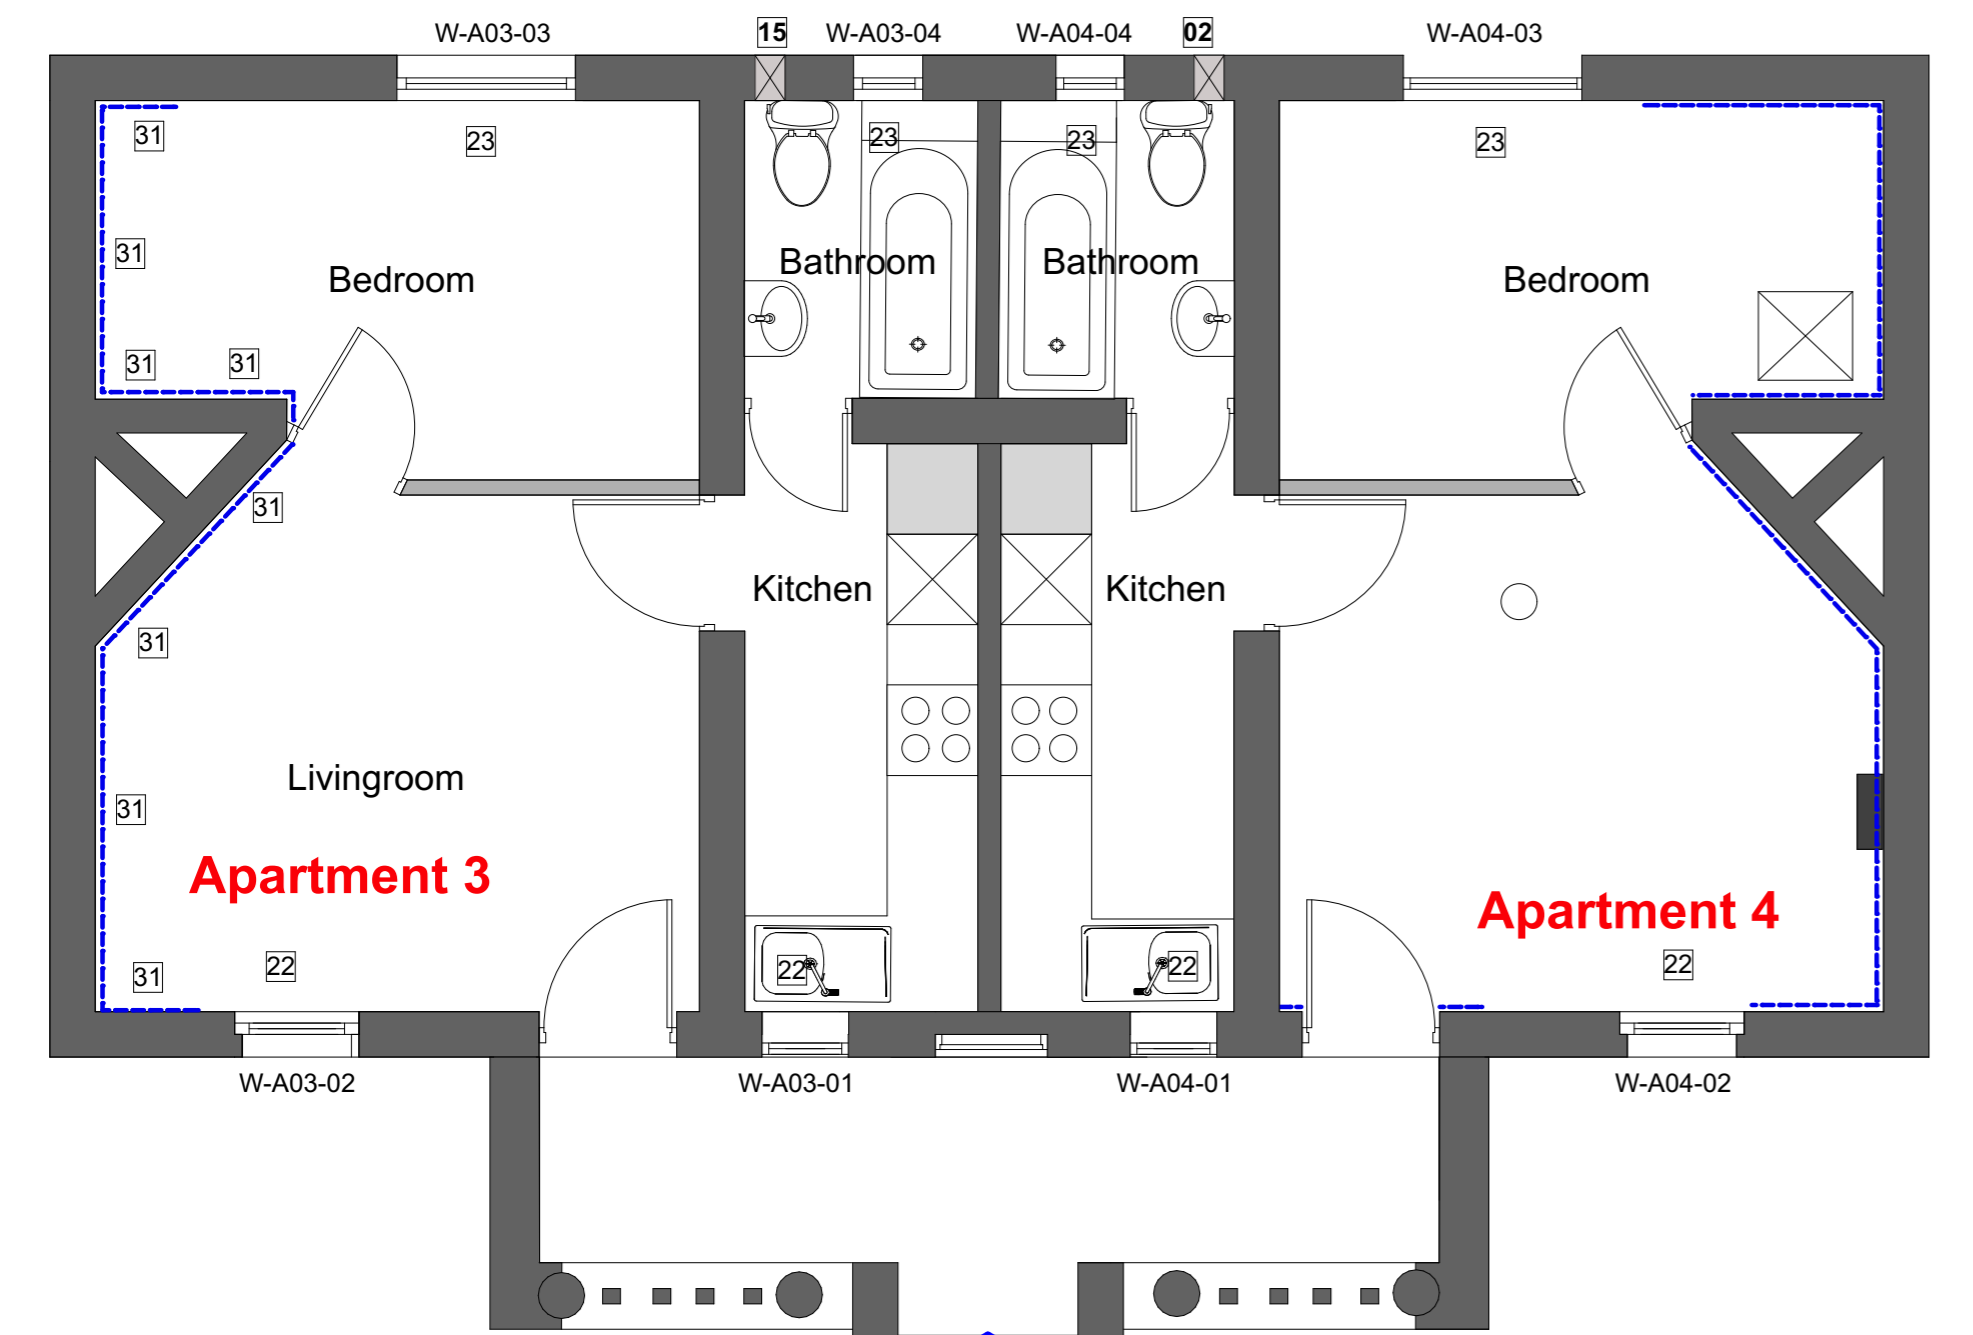 W-A03-03
15
W-A03-04
W-A04-04
02
W-A04-03
31
23
23
23
23
31
Bedroom
Bathroom
Bathroom
Bedroom
31
31
31
Kitchen
Kitchen
31
Livingroom
31
Apartment 3
Apartment 4
31
22
22
22
22
W-A03-02
W-A03-01
W-A04-01
W-A04-02